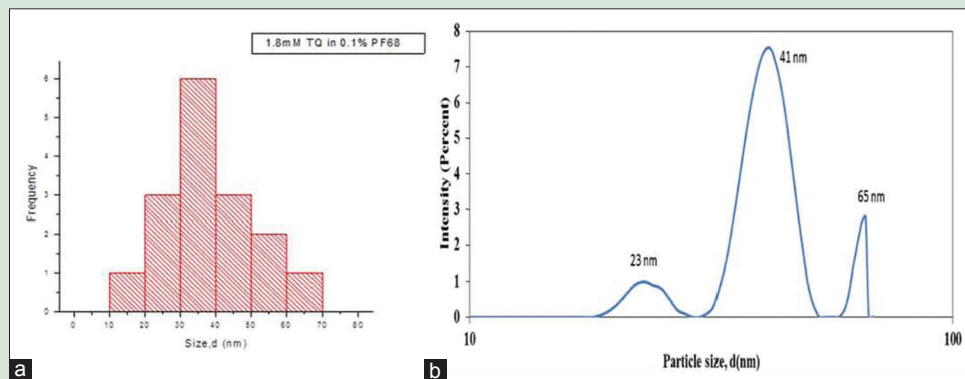 1.8mM TQ in 0.1% PF68
6
5
4
3
2
1
0
Frequency
0 10 20 30 40 50 60 70 80
Size,d (nm)
a
8
7
6
5
4
3
2
1
0
Intensity (Percent)
41 nm
65 nm
23 nm
10 100
Particle size, d(nm)
b